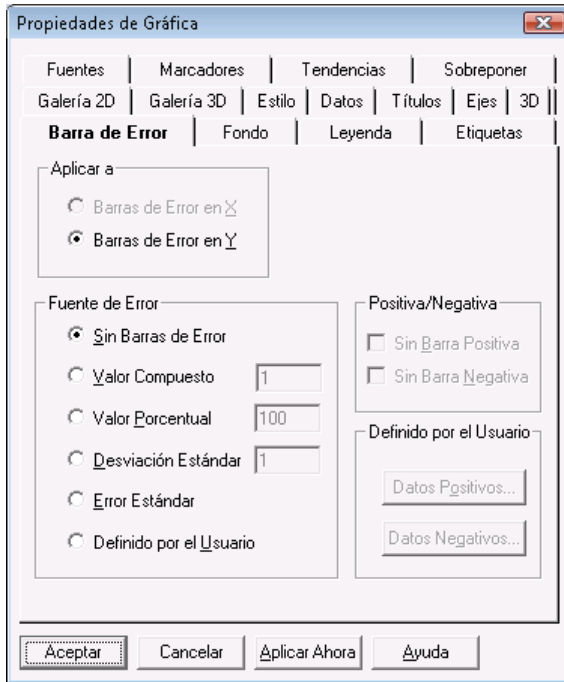 Propiedades de Gráfica
Fuentes Marcadores Tendencias Sobreponer
Galería 2D Galería 3D Estilo Datos Títulos Ejes 3D
Barra de Error Fondo Leyenda Etiquetas
Aplicar a
Barras de Error en X
Barras de Error en Y
Fuente de Error
Sin Barras de Error
Valor Compuesto 1
Valor Porcentual 100
Desviación Estándar 1
Error Estándar
Definido por el Usuario
Positiva/Negativa
Sin Barra Positiva
Sin Barra Negativa
Definido por el Usuario
Datos Positivos...
Datos Negativos...
Aceptar Cancelar Aplicar Ahora Ayuda